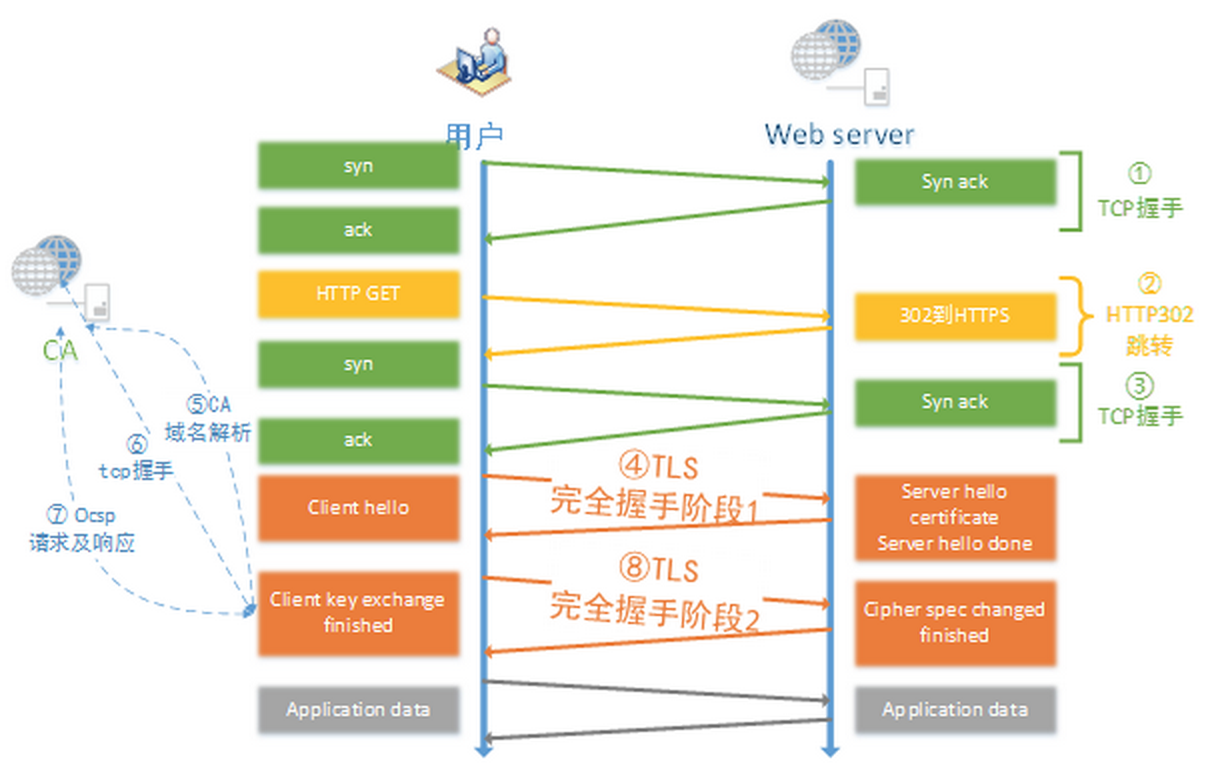 用户
Web server
syn
Syn ack
①
TCP握手
ack
HTTP GET
302到HTTPS
②
HTTP302
跳转
CA
syn
Syn ack
③
TCP握手
⑤CA
域名解析
ack
⑥
tcp握手
④TLS
完全握手阶段1
Client hello
Server hello
certificate
Server hello done
⑦ Ocsp
请求及响应
⑧TLS
完全握手阶段2
Client key exchange
finished
Cipher spec changed
finished
Application data
Application data